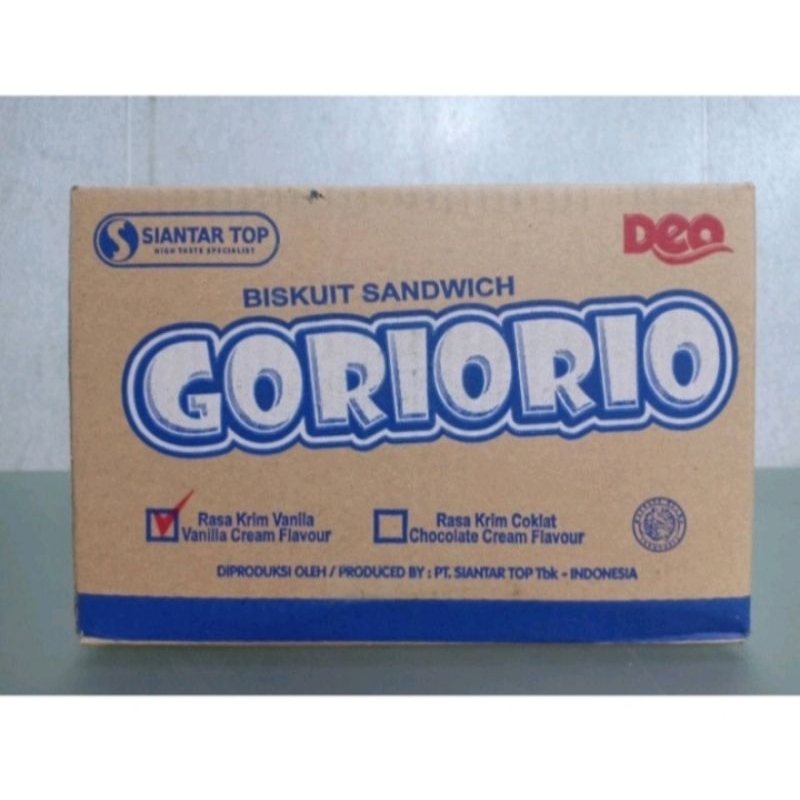 SIANTAR TOP
HIGH TASTE SPECIALIST
Deo
BISKUIT SANDWICH
GORIORIO
Rasa Krim Vanila
Vanilla Cream Flavour
Rasa Krim Coklat
Chocolate Cream Flavour
DIPRODUKSI OLEH / PRODUCED BY : PT. SIANTAR TOP Tbk - INDONESIA